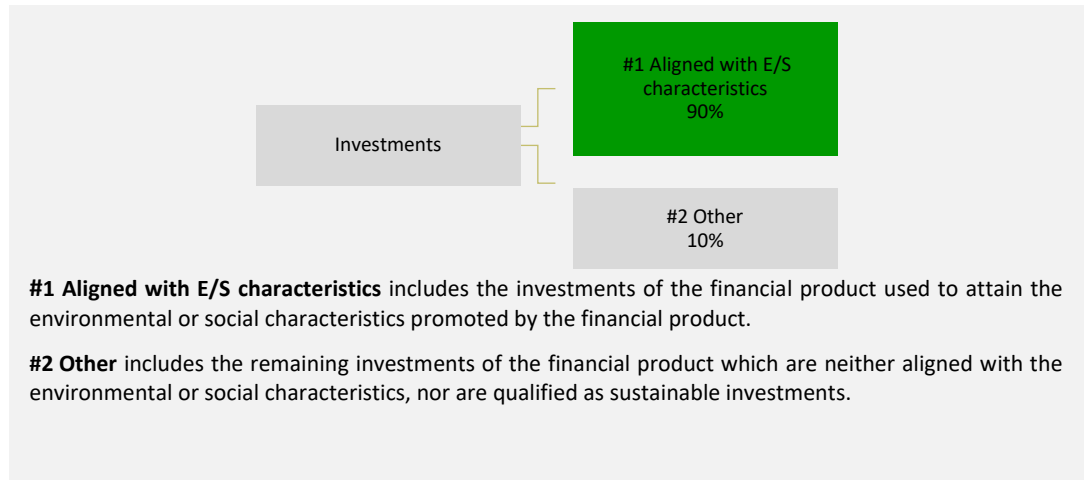 #1 Aligned with E/S
characteristics
90%
Investments
#2 Other
10%
#1 Aligned with E/S characteristics includes the investments of the financial product used to attain the
environmental or social characteristics promoted by the financial product.
#2 Other includes the remaining investments of the financial product which are neither aligned with the
environmental or social characteristics, nor are qualified as sustainable investments.